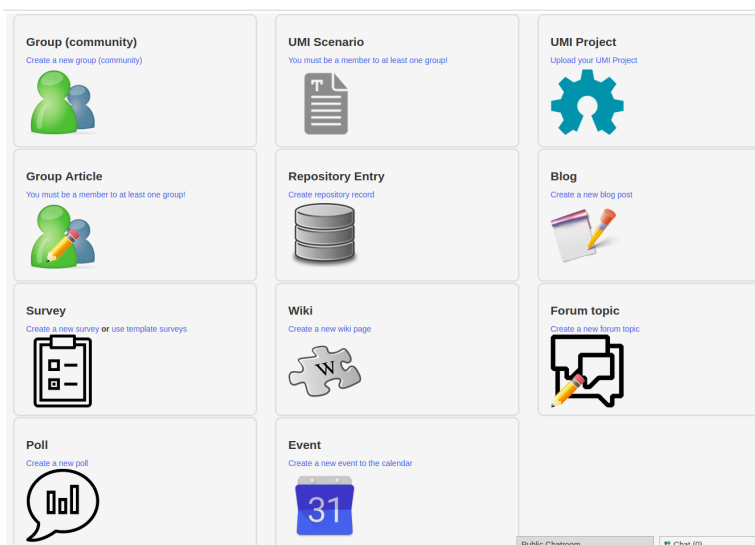 Group (community)
Create a new group (community)
UMI Scenario
You must be a member to at least one group!
T
UMI Project
Upload your UMI Project
Group Article
You must be a member to at least one group!
Repository Entry
Create repository record
Blog
Create a new blog post
Survey
Create a new survey or use template surveys
Wiki
Create a new wiki page
W
Forum topic
Create a new forum topic
Poll
Create a new poll
Event
Create a new event to the calendar
31
Public Chatroom
Chat (0)